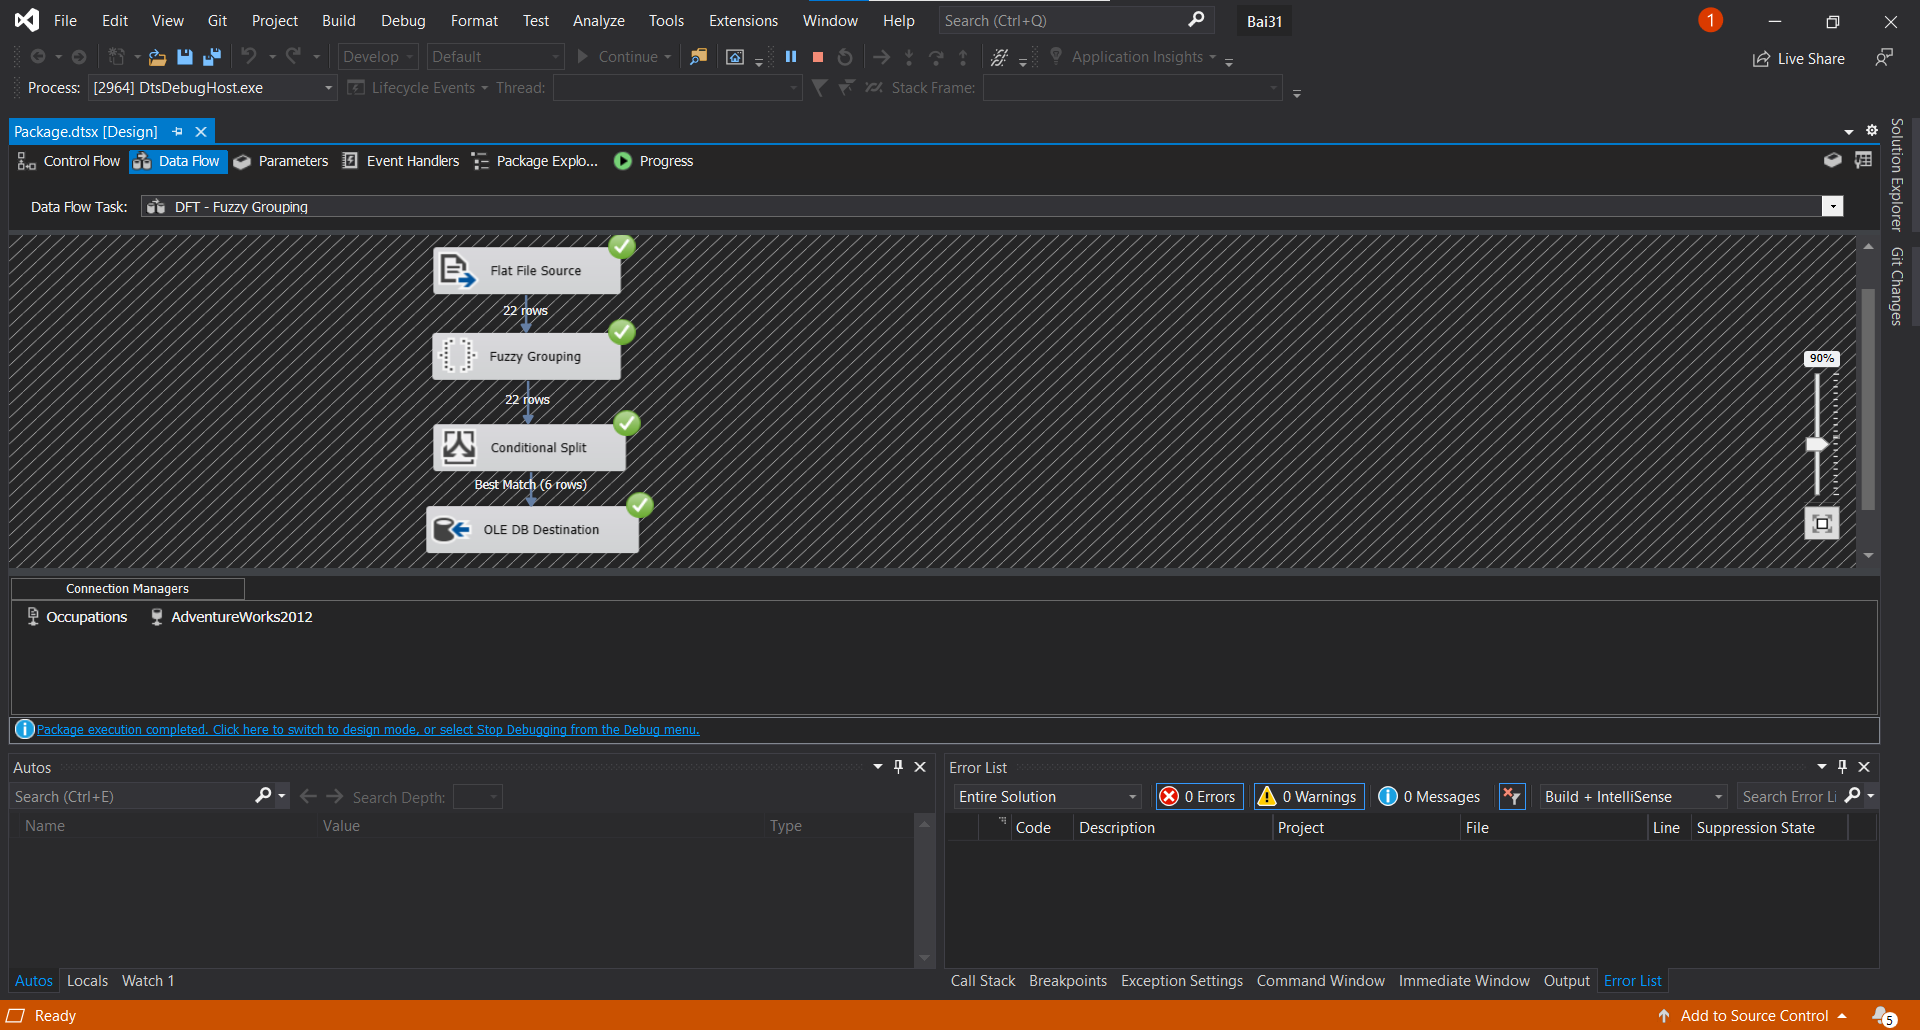 File Edit View Git Project Build Debug Format Test Analyze Tools Extensions Window Help Search (Ctrl+Q) Bai31 1
Develop Default Continue Application Insights Live Share
Process: [2964] DtsDebugHost.exe Lifecycle Events Thread: Stack Frame:
Package.dtsx [Design]
Control Flow Data Flow Parameters Event Handlers Package Explo... Progress
Data Flow Task: DFT - Fuzzy Grouping
Flat File Source
22 rows
Fuzzy Grouping
90%
22 rows
Conditional Split
Best Match (6 rows)
OLE DB Destination
Solution Explorer
Git Changes
Connection Managers
Occupations AdventureWorks2012
Package execution completed. Click here to switch to design mode, or select Stop Debugging from the Debug menu.
Autos
Search (Ctrl+E) Search Depth:
Name Value Type
Autos Locals Watch 1
Error List
Entire Solution 0 Errors 0 Warnings 0 Messages Build + IntelliSense Search Error Li
Code Description Project File Line Suppression State
Call Stack Breakpoints Exception Settings Command Window Immediate Window Output Error List
Ready Add to Source Control 5